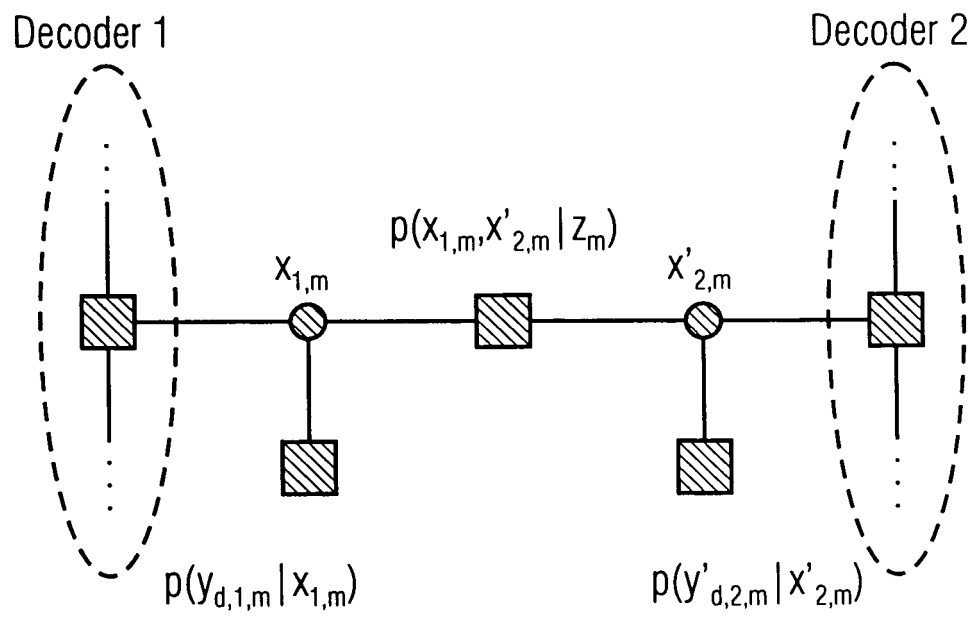 Decoder 1
Decoder 2
p(x1,m,x'2,m|zm)
x1,m
x'2,m
p(yd,1,m|x1,m)
p(y'd,2,m|x'2,m)